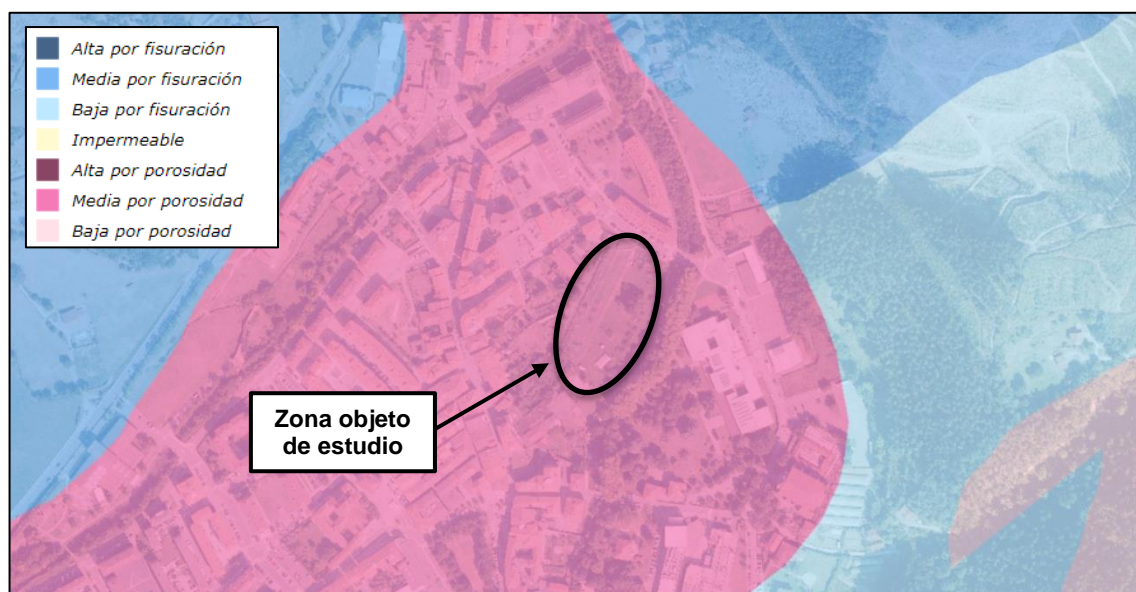 Alta por fisuración
Media por fisuración
Baja por fisuración
Impermeable
Alta por porosidad
Media por porosidad
Baja por porosidad
Zona objeto
de estudio